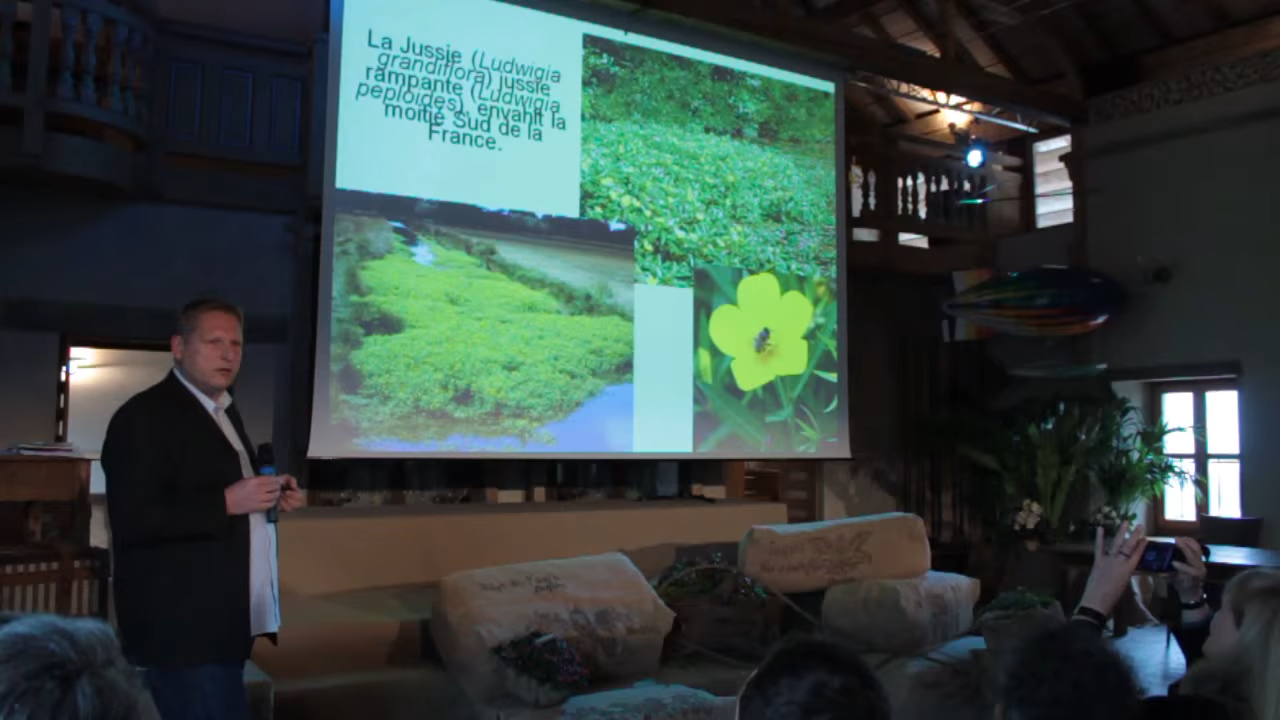 La Jussie (Ludwigia
grandiflora) jussie
rampante (Ludwigia
peploides), envahit la
moitié Sud de la
France.